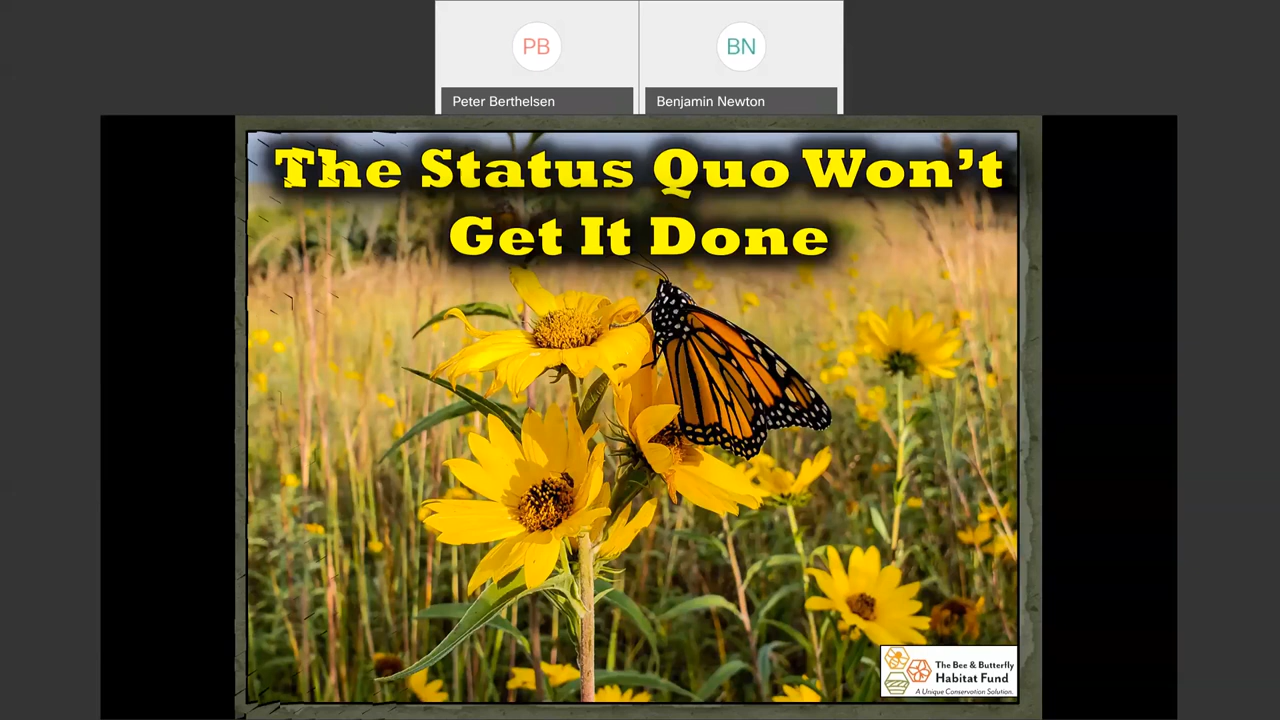 PB
BN
Peter Berthelsen
Benjamin Newton
The Status Quo Won't
Get It Done
The Bee & Butterfly
Habitat Fund
A Unique Conservation Solution.